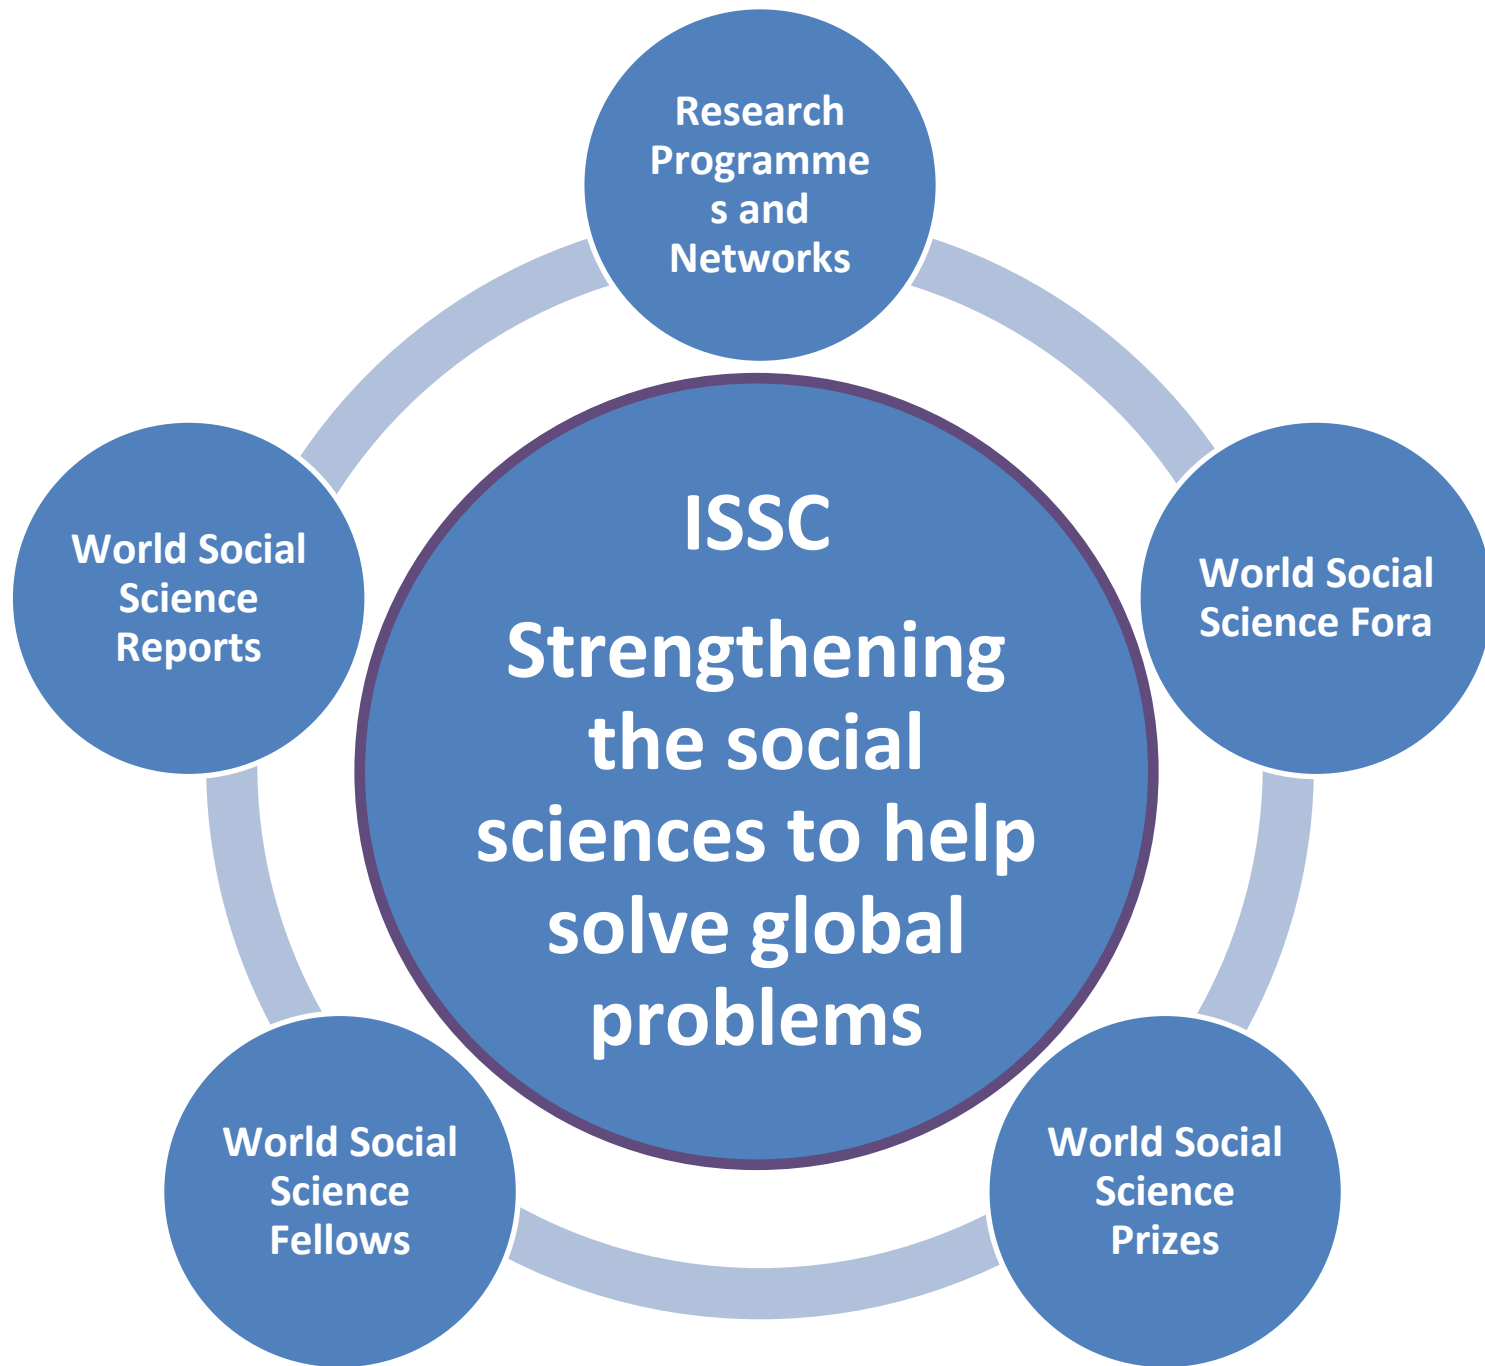 Research
Programme
s and
Networks
World Social
Science
Reports
ISSC
Strengthening
the social
sciences to help
solve global
problems
World Social
Science Fora
World Social
Science
Fellows
World Social
Science
Prizes